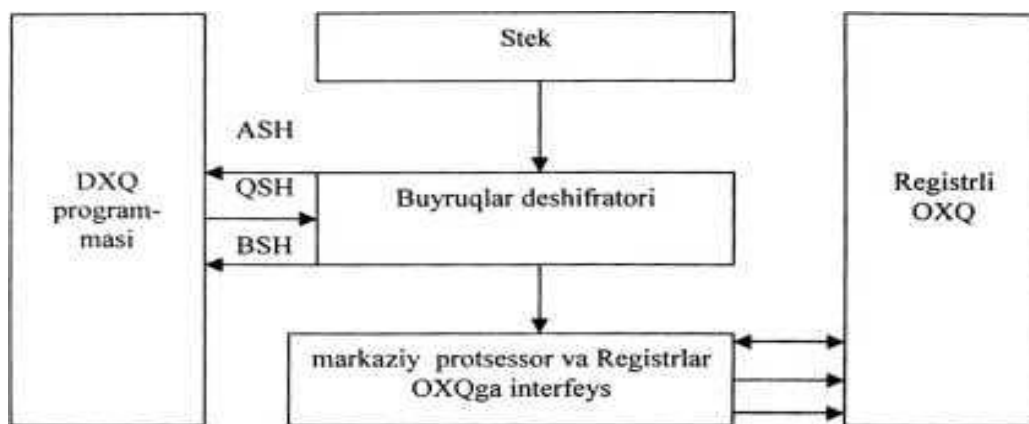 Stek
ASH
DXQ
program-
masi
QSH
BSH
Buyruqlar deshifratori
Registrli
OXQ
markaziy protsessor va Registrlar
OXQga interfeys